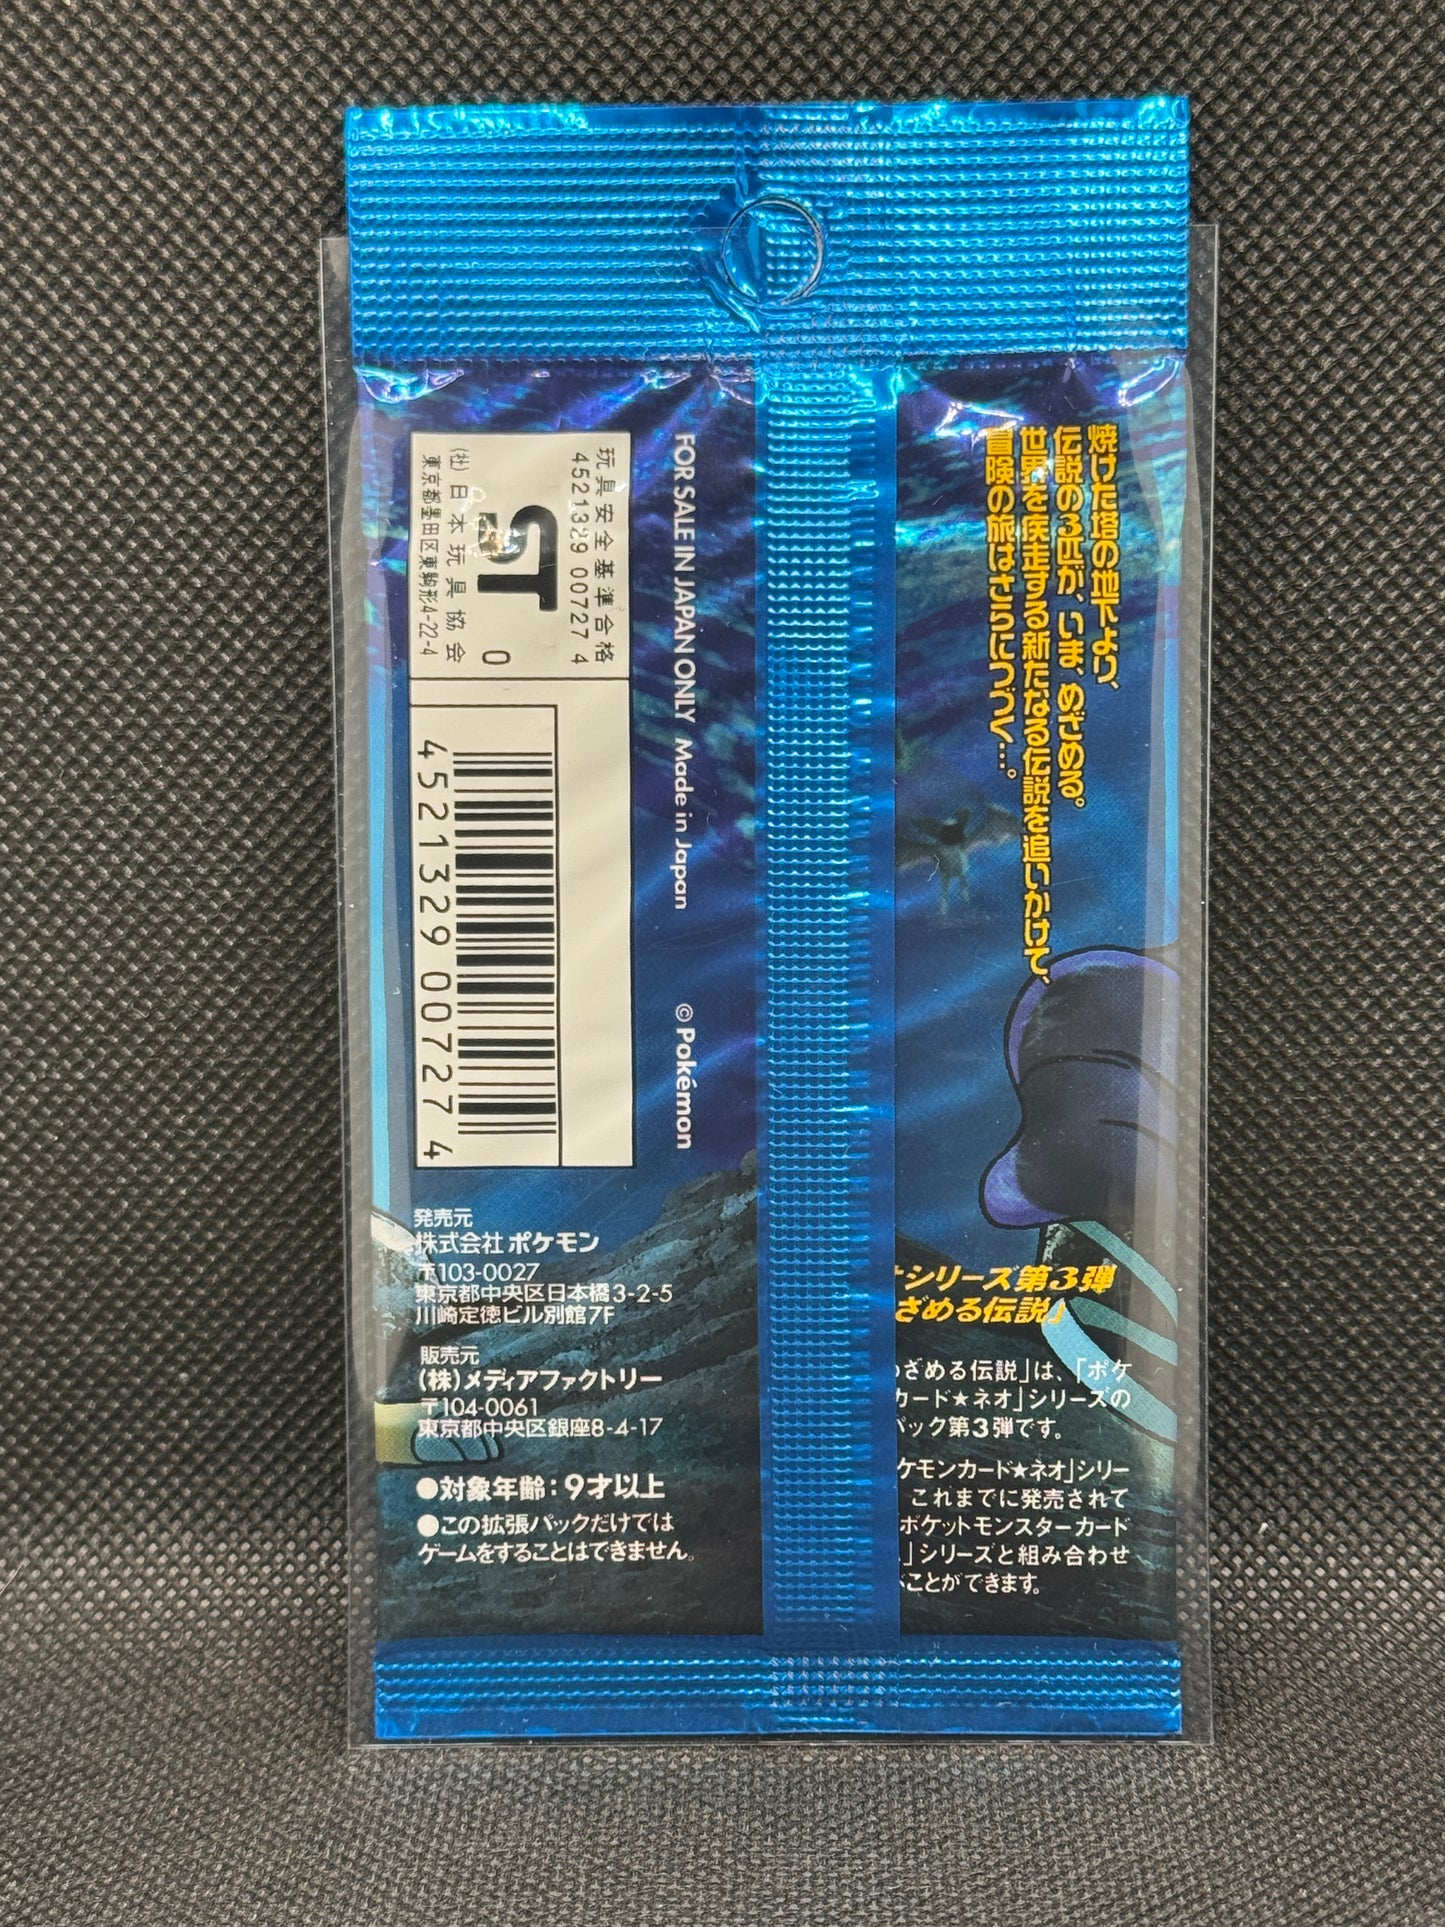 焼けた塔の地下より、
伝説の3匹が、いま、めざめる。
世界を疾走する新たなる伝説を追いかけて、
冒険の旅はさらにつづく…。
玩具安全基準合格
4521329 00727 4
ST
0
(社)日本玩具協会
東京都墨田区東駒形4-22-4
4521329007274
FOR SALE IN JAPAN ONLY Made in Japan
©Pokémon
発売元
株式会社ポケモン
〒103-0027
東京都中央区日本橋3-2-5
川崎定徳ビル別館7F
販売元
(株)メディアファクトリー
〒104-0061
東京都中央区銀座8-4-17
●対象年齢:9才以上
●この拡張パックだけでは
ゲームをすることはできません。
シリーズ第3弾
ざめる伝説」
めざめる伝説」は、「ポケ
カード★ネオ」シリーズの
パック第3弾です。
ケモンカード★ネオ」シリー
これまでに発売されて
ポケットモンスターカード
」シリーズと組み合わせ
ことができます。